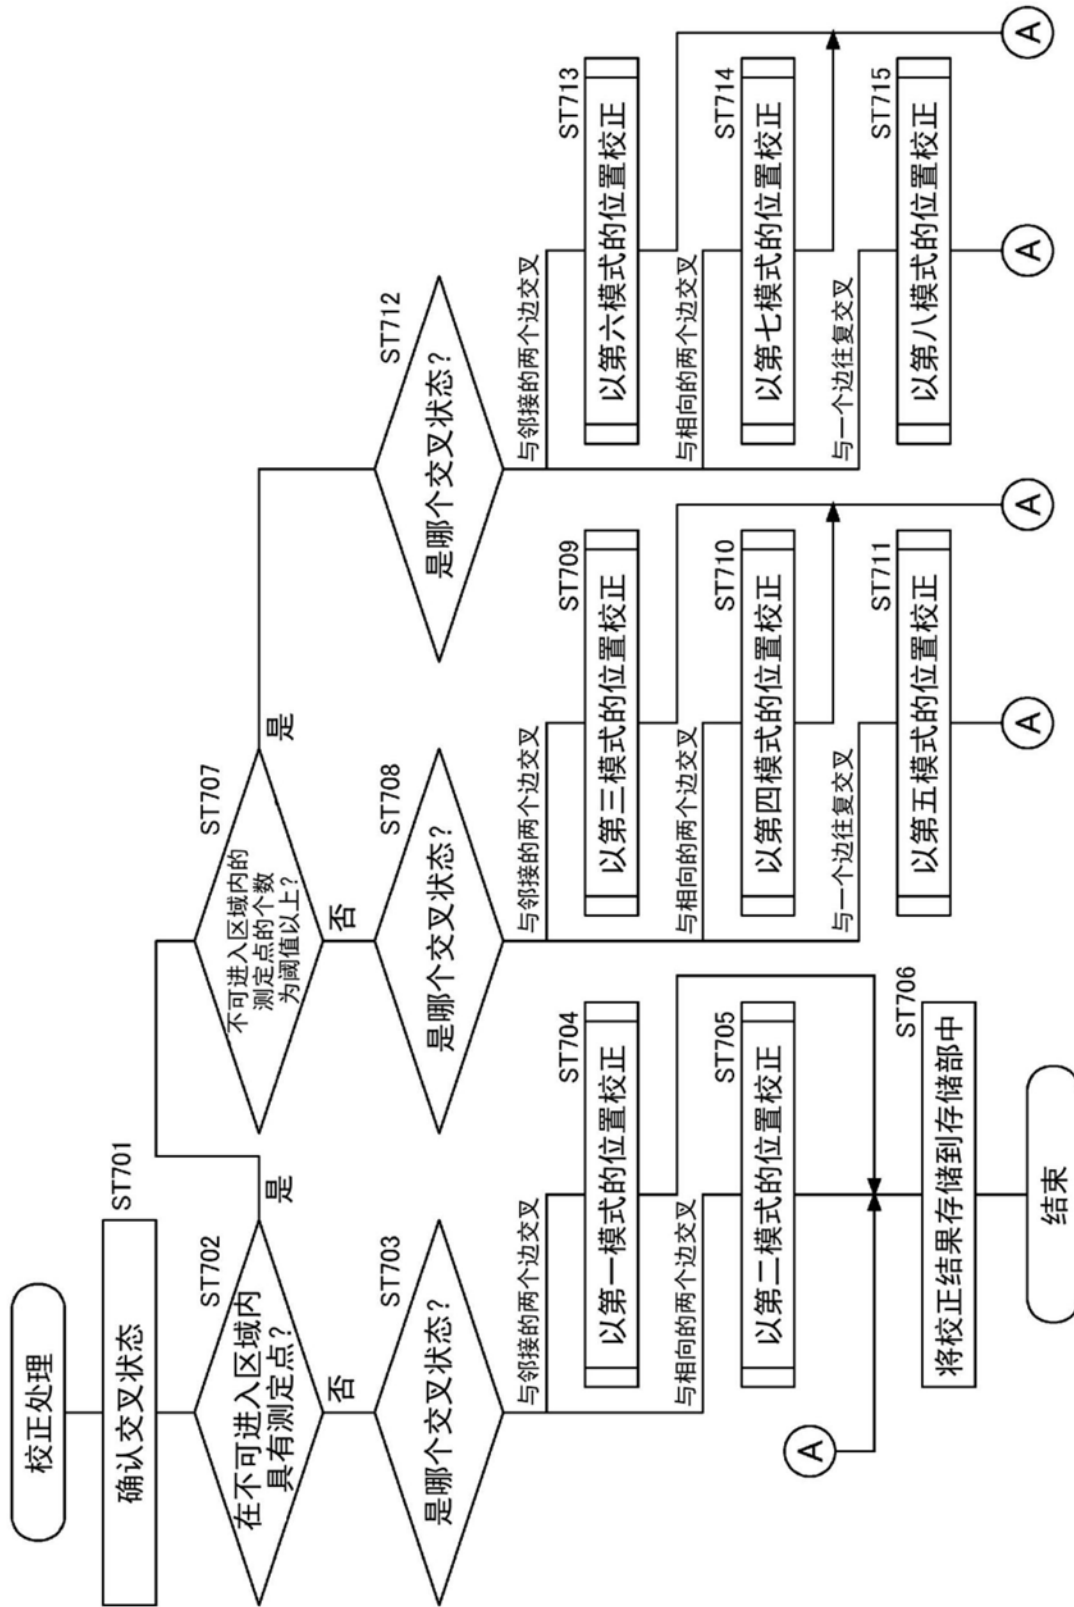 校正处理
ST701
确认交叉状态
ST702
在不可进入区域内
具有测定点?
是
否
ST703
是哪个交叉状态?
与邻接的两个边交叉
ST704
以第一模式的位置校正
与相向的两个边交叉
ST705
以第二模式的位置校正
A
ST706
将校正结果存储到存储部中
结束
ST707
不可进入区域内的
测定点的个数
为阈值以上?
是
否
ST708
是哪个交叉状态?
与邻接的两个边交叉
ST709
以第三模式的位置校正
与相向的两个边交叉
ST710
以第四模式的位置校正
与一个边往复交叉
ST711
以第五模式的位置校正
A
A
ST712
是哪个交叉状态?
与邻接的两个边交叉
ST713
以第六模式的位置校正
与相向的两个边交叉
ST714
以第七模式的位置校正
与一个边往复交叉
ST715
以第八模式的位置校正
A
A